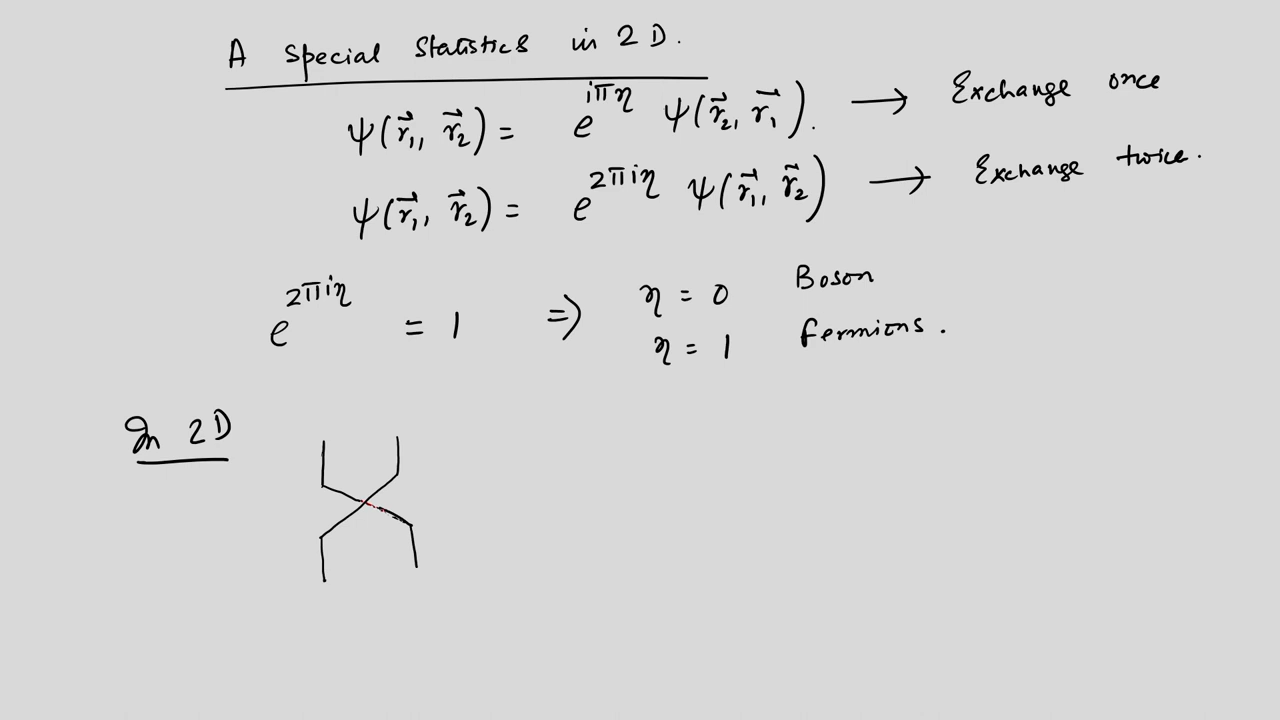 A Special Statistics in 2D.
ψ(r⃗₁, r⃗₂) = e^{iπη} ψ(r⃗₂, r⃗₁). → Exchange once
ψ(r⃗₁, r⃗₂) = e^{2πiη} ψ(r⃗₁, r⃗₂) → Exchange twice.
e^{2πiη} = 1 ⇒ η = 0 Boson
η = 1 fermions.
In 2D